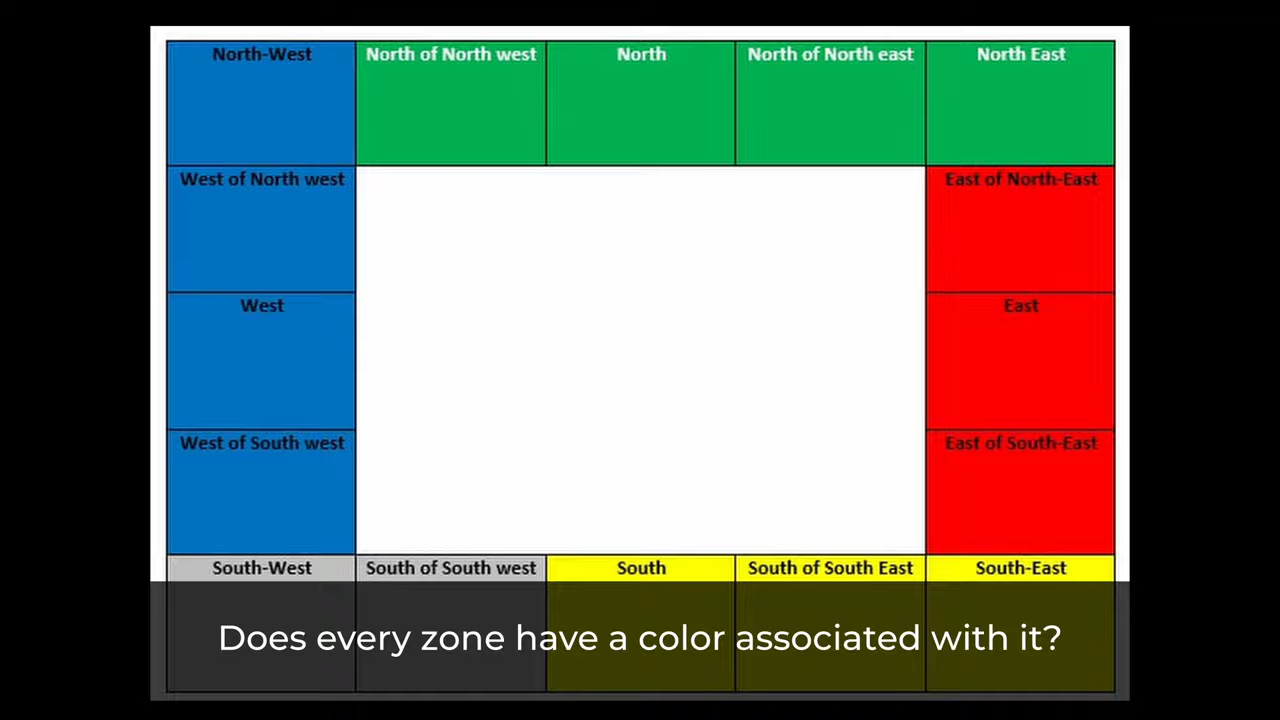 North-West
North of North west
North
North of North east
North East
West of North west
East of North-East
West
East
West of South west
East of South-East
South-West
South of South west
South
South of South East
South-East
Does every zone have a color associated with it?